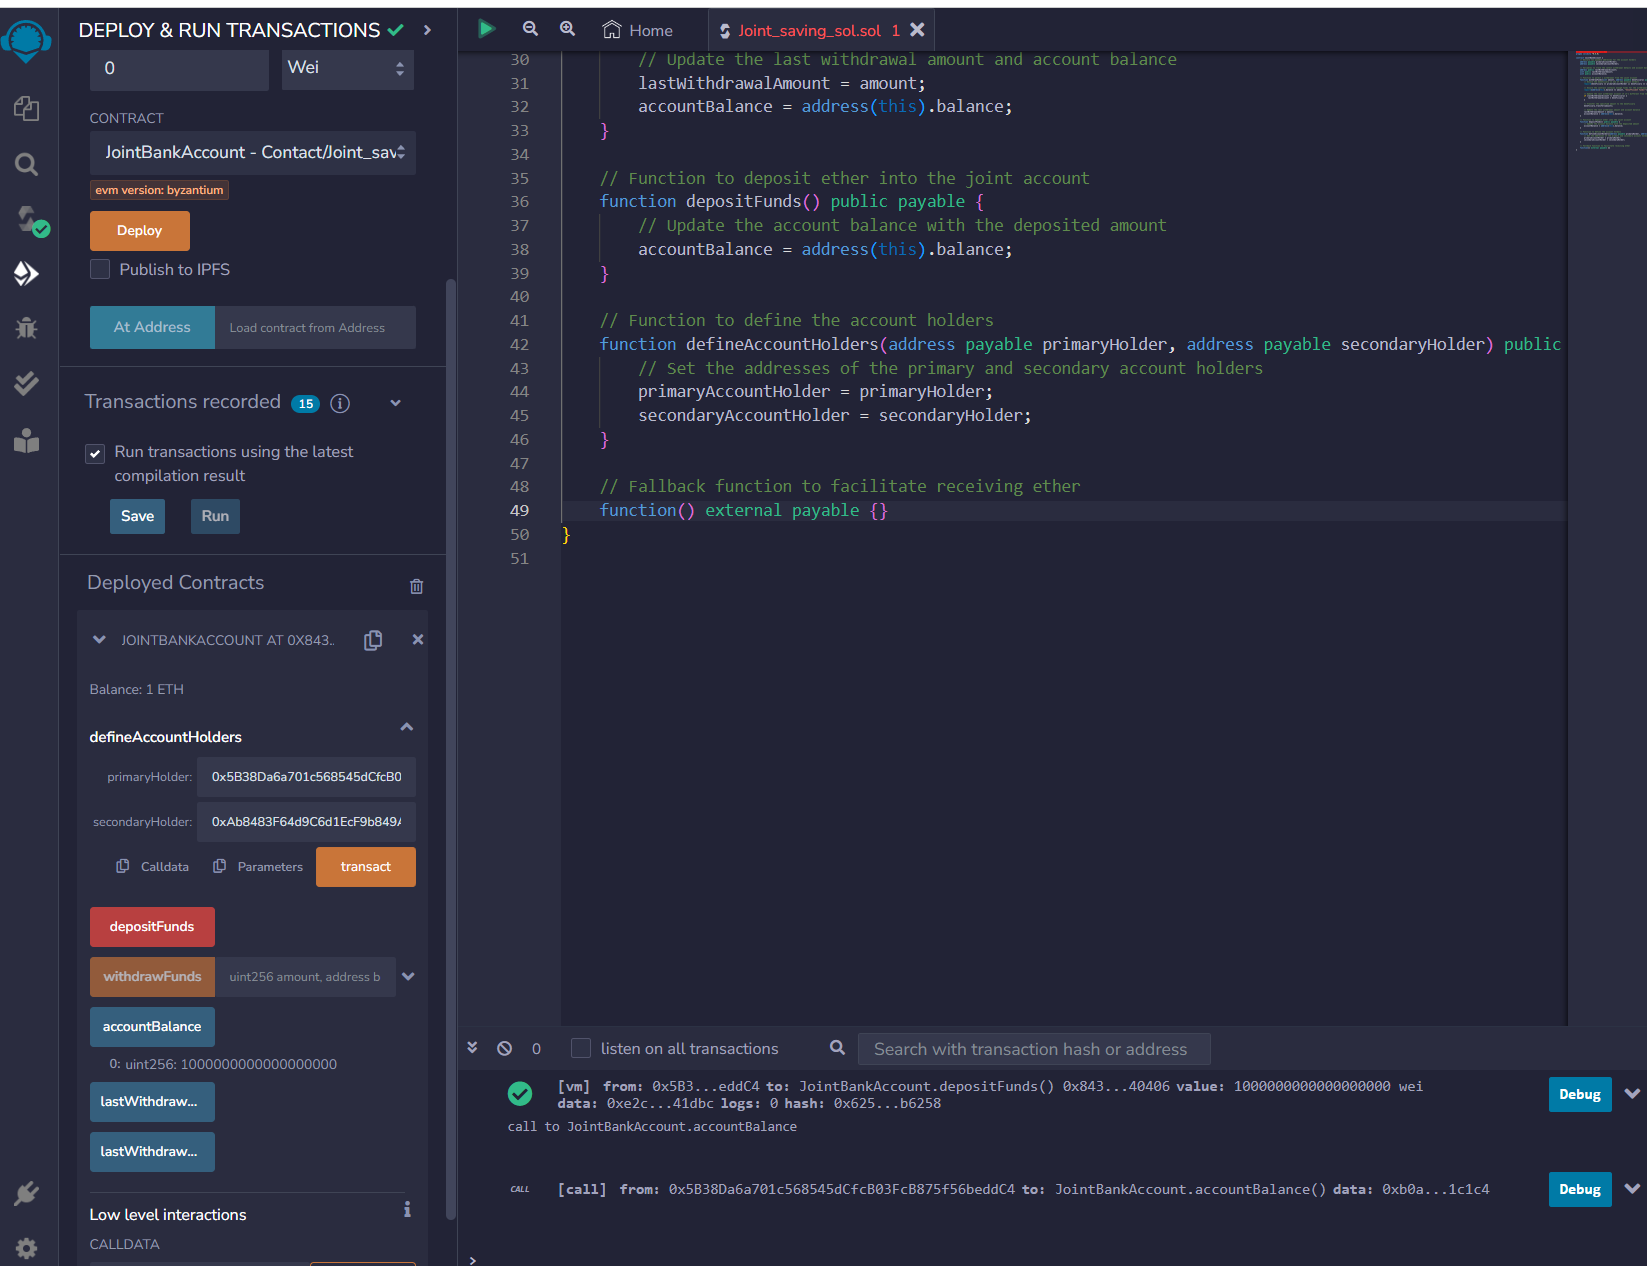 DEPLOY & RUN TRANSACTIONS
0
Wei
CONTRACT
JointBankAccount - Contact/Joint_sav
evm version: byzantium
Deploy
Publish to IPFS
At Address
Load contract from Address
Transactions recorded 15
Run transactions using the latest
compilation result
Save
Run
Deployed Contracts
JOINTBANKACCOUNT AT 0X843..
Balance: 1 ETH
defineAccountHolders
primaryHolder: 0x5B38Da6a701c568545dCfcB0
secondaryHolder: 0xAb8483F64d9C6d1EcF9b849
Calldata
Parameters
transact
depositFunds
withdrawFunds
uint256 amount, address b
accountBalance
0: uint256: 1000000000000000000
lastWithdraw...
lastWithdraw...
Low level interactions
CALLDATA
Home
Joint_saving_sol.sol 1
30 // Update the last withdrawal amount and account balance
31 lastWithdrawalAmount = amount;
32 accountBalance = address(this).balance;
33 }
34
35 // Function to deposit ether into the joint account
36 function depositFunds() public payable {
37 // Update the account balance with the deposited amount
38 accountBalance = address(this).balance;
39 }
40
41 // Function to define the account holders
42 function defineAccountHolders(address payable primaryHolder, address payable secondaryHolder) public
43 // Set the addresses of the primary and secondary account holders
44 primaryAccountHolder = primaryHolder;
45 secondaryAccountHolder = secondaryHolder;
46 }
47
48 // Fallback function to facilitate receiving ether
49 function() external payable {}
50 }
51
0
listen on all transactions
Search with transaction hash or address
[vm] from: 0x5B3...eddC4 to: JointBankAccount.depositFunds() 0x843...40406 value: 1000000000000000000 wei
data: 0xe2c...41dbc logs: 0 hash: 0x625...b6258
Debug
call to JointBankAccount.accountBalance
CALL
[call] from: 0x5B38Da6a701c568545dCfcB03FcB875f56beddC4 to: JointBankAccount.accountBalance() data: 0xb0a...1c1c4
Debug
>